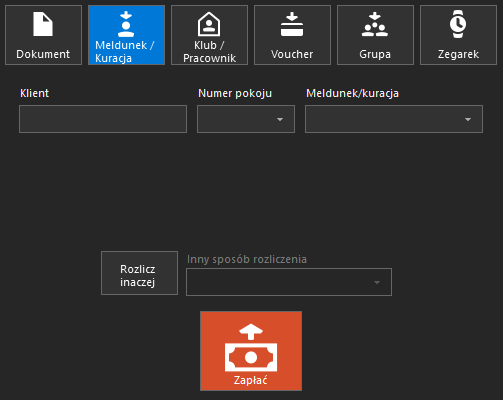 Dokument
Meldunek /
Kuracja
Klub /
Pracownik
Voucher
Grupa
Zegarek
Klient
Numer pokoju
Meldunek/kuracja
Rozlicz
inaczej
Inny sposób rozliczenia
Zapłać